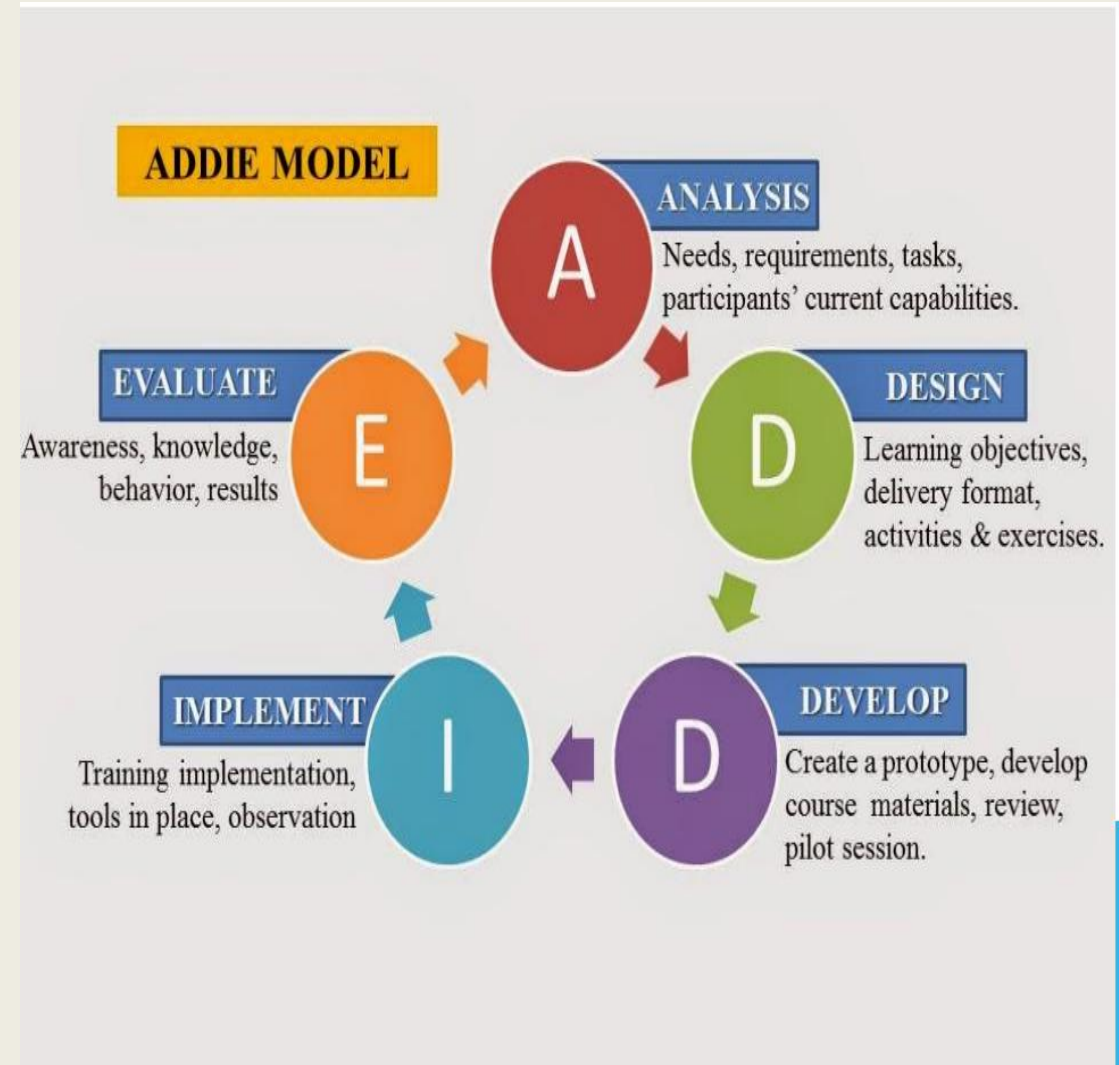 ADDIE MODEL
A
ANALYSIS
Needs, requirements, tasks,
participants’ current capabilities.
D
DESIGN
Learning objectives,
delivery format,
activities & exercises.
D
DEVELOP
Create a prototype, develop
course materials, review,
pilot session.
I
IMPLEMENT
Training implementation,
tools in place, observation
E
EVALUATE
Awareness, knowledge,
behavior, results